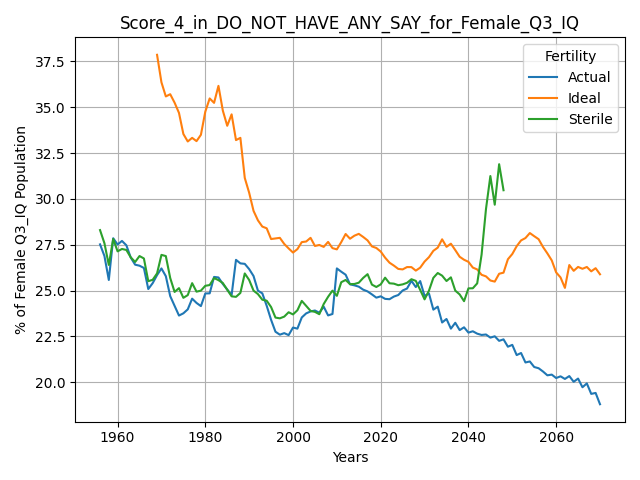 Score_4_in_DO_NOT_HAVE_ANY_SAY_for_Female_Q3_IQ
Fertility
Actual
Ideal
Sterile
% of Female Q3_IQ Population
37.5
35.0
32.5
30.0
27.5
25.0
22.5
20.0
1960 1980 2000 2020 2040 2060
Years